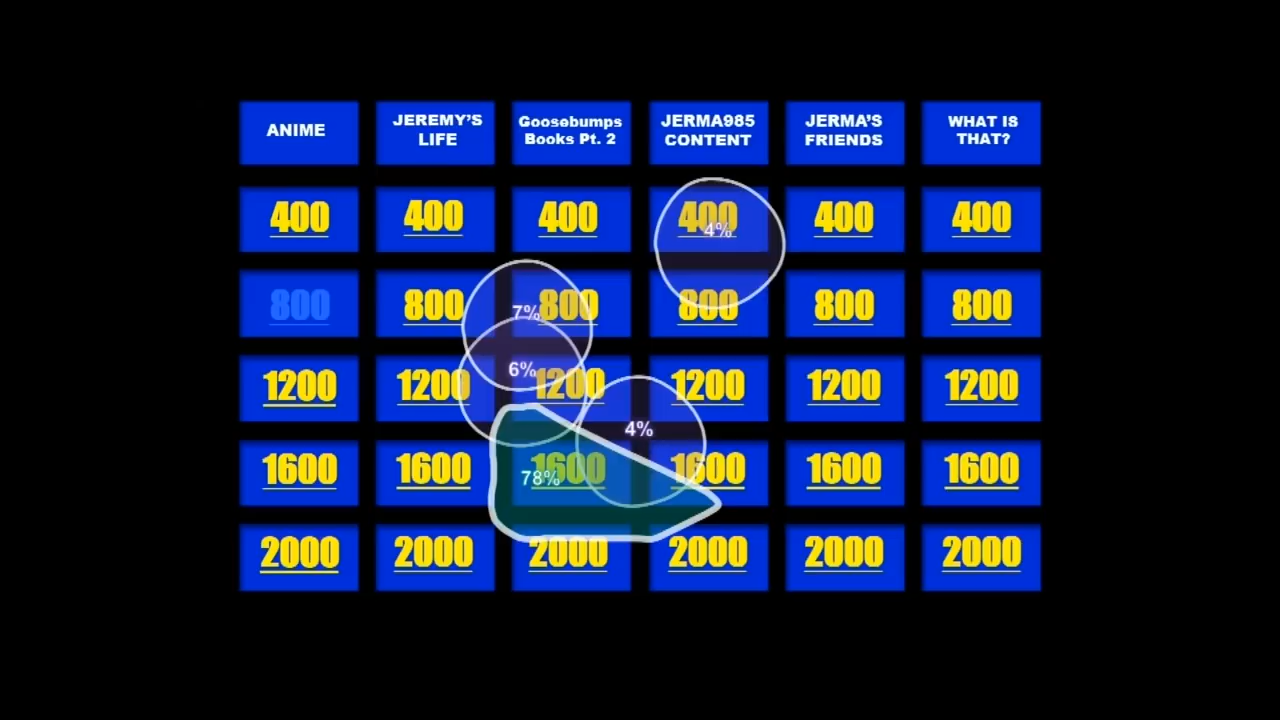 ANIME
JEREMY'S
LIFE
Goosebumps
Books Pt. 2
JERMA985
CONTENT
JERMA'S
FRIENDS
WHAT IS
THAT?
400 400 400 400 400 400
4%
800 800 800 800 800 800
7%
6%
1200 1200 1200 1200 1200 1200
4%
1600 1600 1600 1600 1600 1600
78%
2000 2000 2000 2000 2000 2000